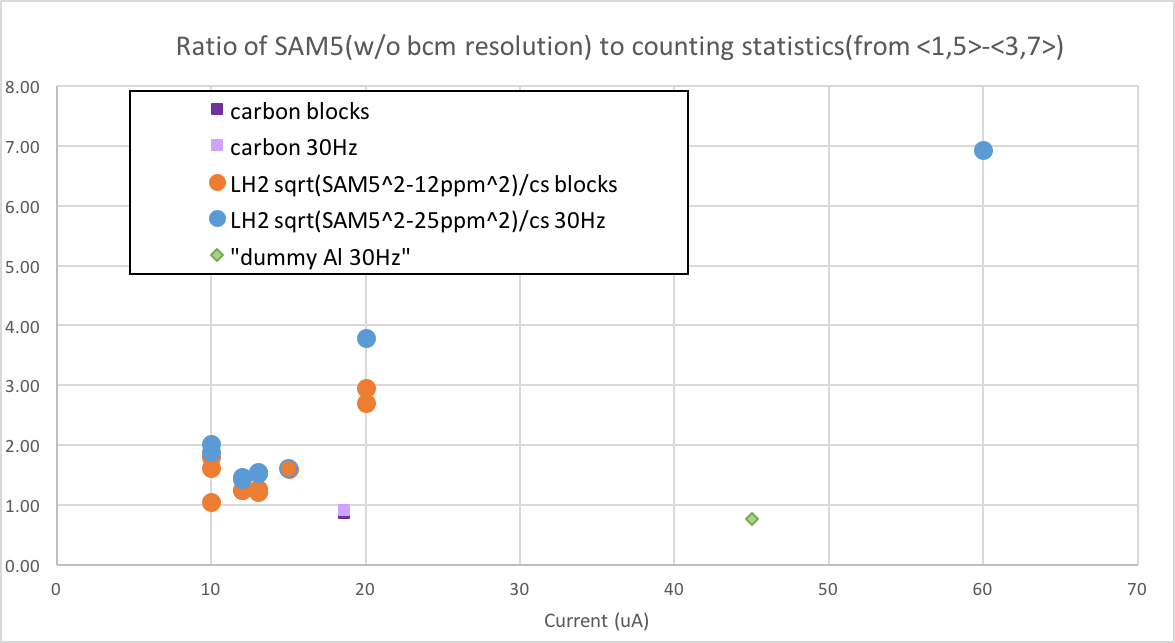 Ratio of SAM5(w/o bcm resolution) to counting statistics(from <1,5>-<3,7>)
8.00
7.00
6.00
5.00
4.00
3.00
2.00
1.00
0.00
carbon blocks
carbon 30Hz
LH2 sqrt(SAM5^2-12ppm^2)/cs blocks
LH2 sqrt(SAM5^2-25ppm^2)/cs 30Hz
"dummy Al 30Hz"
0 10 20 30 40 50 60 70
Current (uA)